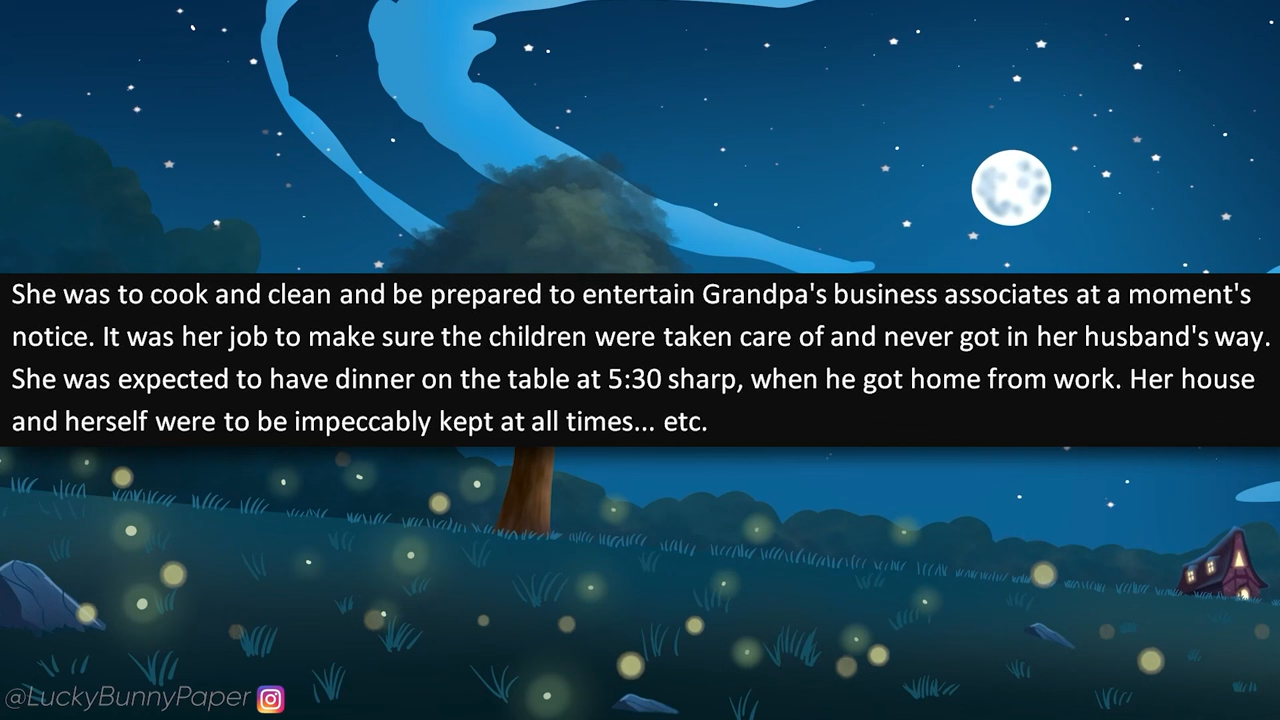 She was to cook and clean and be prepared to entertain Grandpa's business associates at a moment's
notice. It was her job to make sure the children were taken care of and never got in her husband's way.
She was expected to have dinner on the table at 5:30 sharp, when he got home from work. Her house
and herself were to be impeccably kept at all times... etc.
@LuckyBunnyPaper